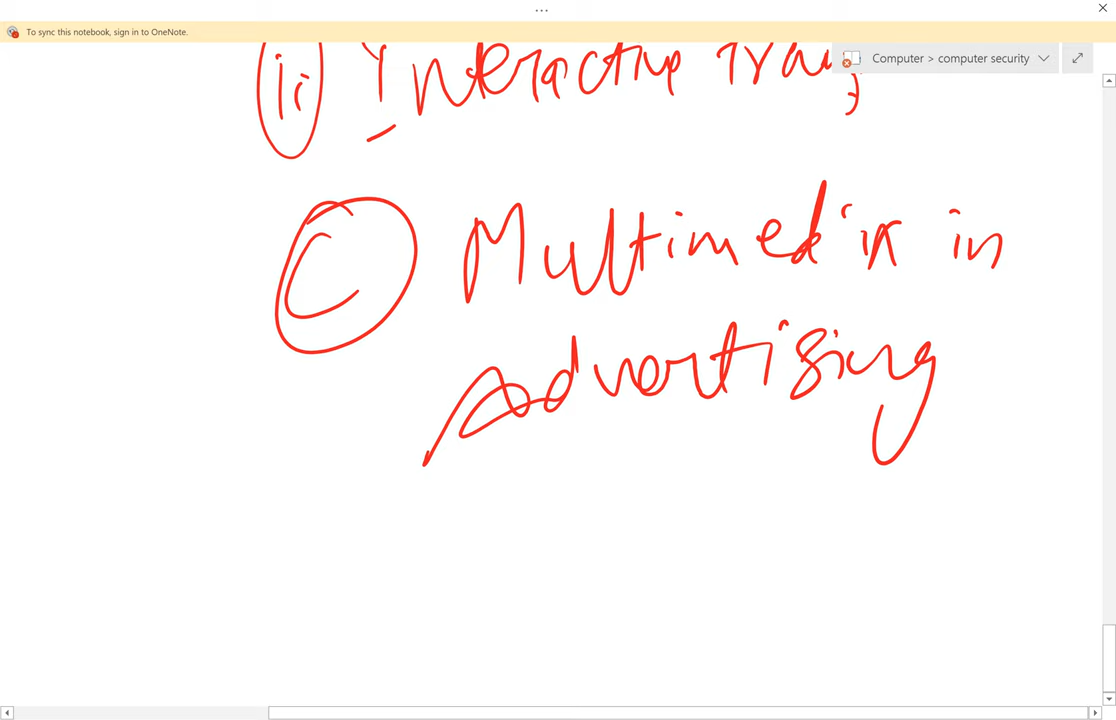 ...
To sync this notebook, sign in to OneNote.
Computer > computer security
(ii) Interactive
(C) Multimedia in
Advertising